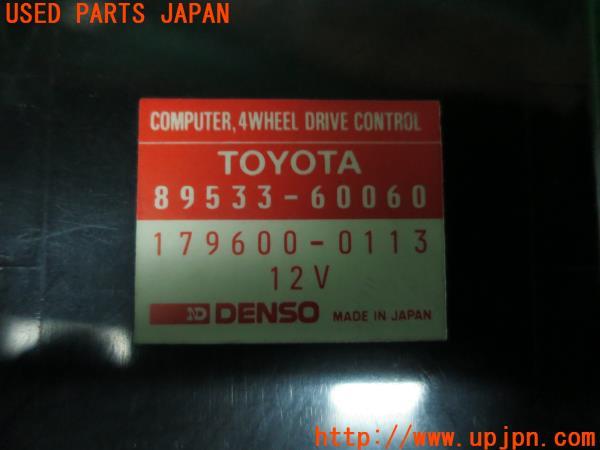 USED PARTS JAPAN
COMPUTER, 4WHEEL DRIVE CONTROL
TOYOTA
89533-60060
179600-0113
12V
ND DENSO MADE IN JAPAN
http://www.upjpn.com